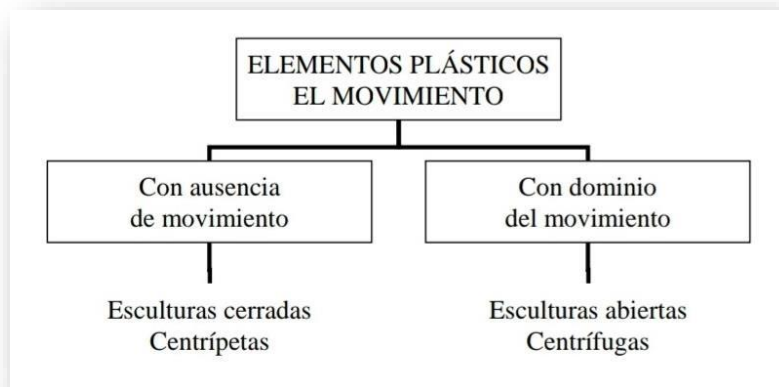 ELEMENTOS PLÁSTICOS
EL MOVIMIENTO
Con ausencia
de movimiento
Con dominio
del movimiento
Esculturas cerradas
Centrípetas
Esculturas abiertas
Centrífugas